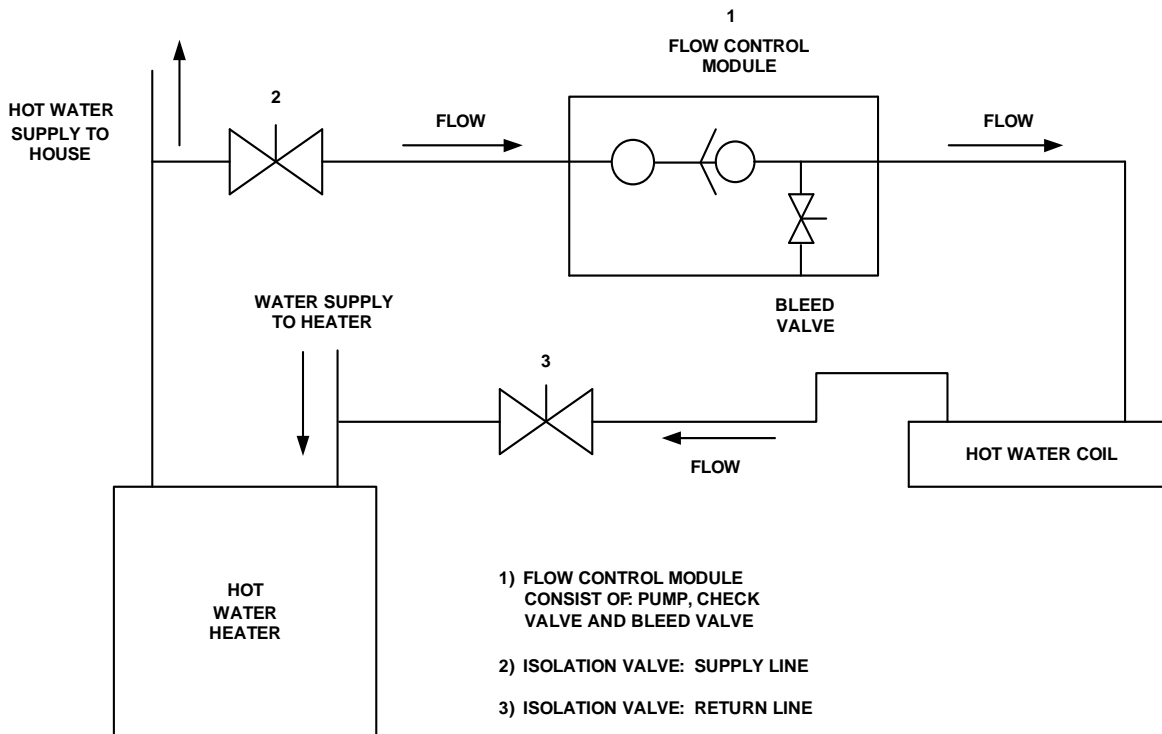 1
FLOW CONTROL
MODULE
HOT WATER
SUPPLY TO
HOUSE
2
FLOW
FLOW
WATER SUPPLY
TO HEATER
BLEED
VALVE
3
FLOW
HOT WATER COIL
HOT
WATER
HEATER
1) FLOW CONTROL MODULE
CONSIST OF: PUMP, CHECK
VALVE AND BLEED VALVE
2) ISOLATION VALVE: SUPPLY LINE
3) ISOLATION VALVE: RETURN LINE